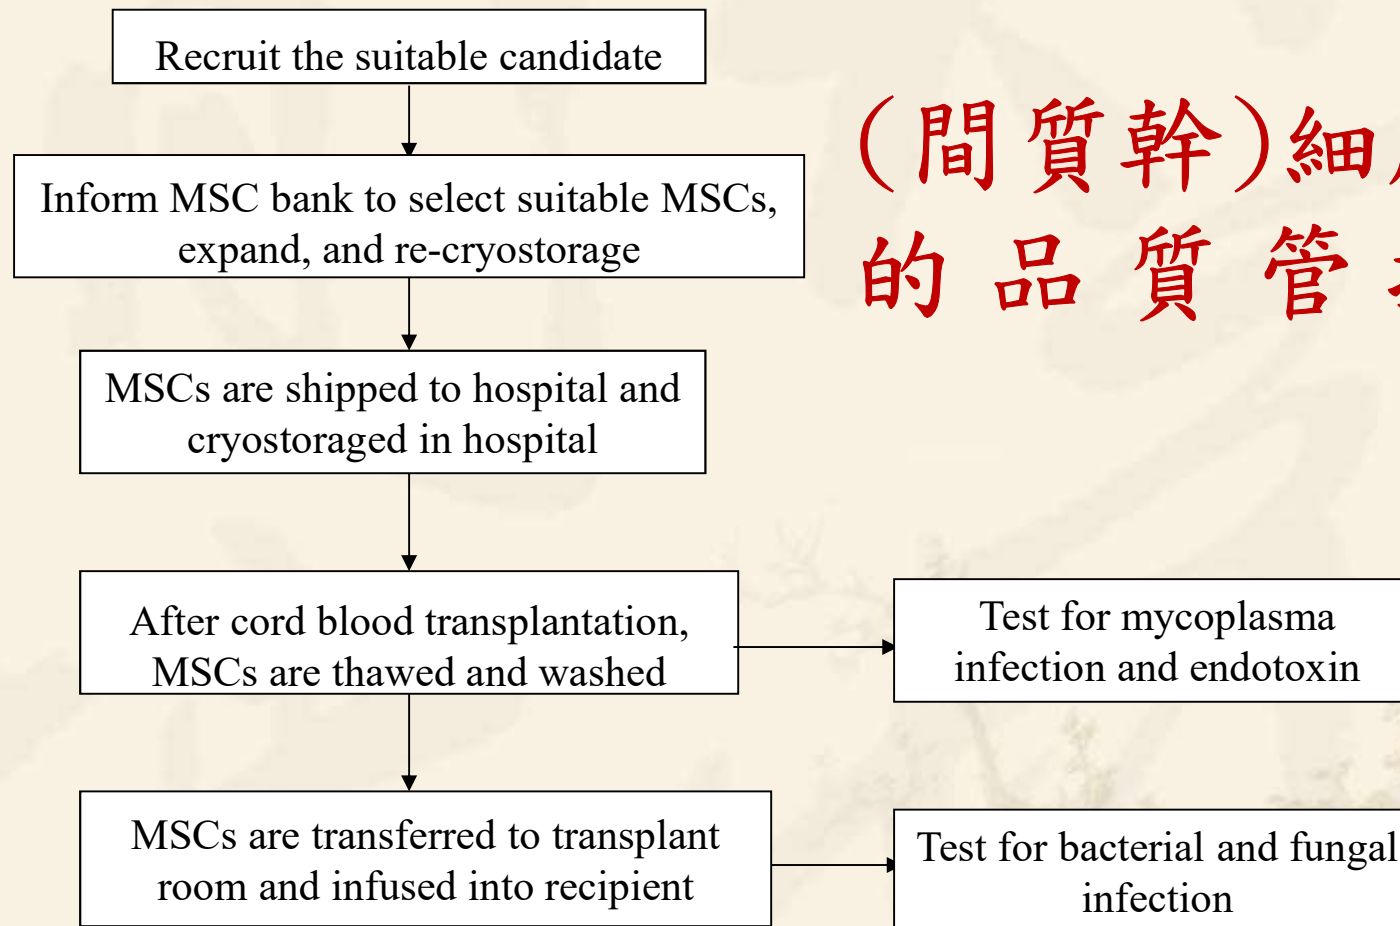 Recruit the suitable candidate
(間質幹)細
的品質管
Inform MSC bank to select suitable MSCs,
expand, and re-cryostorage
MSCs are shipped to hospital and
cryostoraged in hospital
After cord blood transplantation,
MSCs are thawed and washed
Test for mycoplasma
infection and endotoxin
MSCs are transferred to transplant
room and infused into recipient
Test for bacterial and fungal
infection